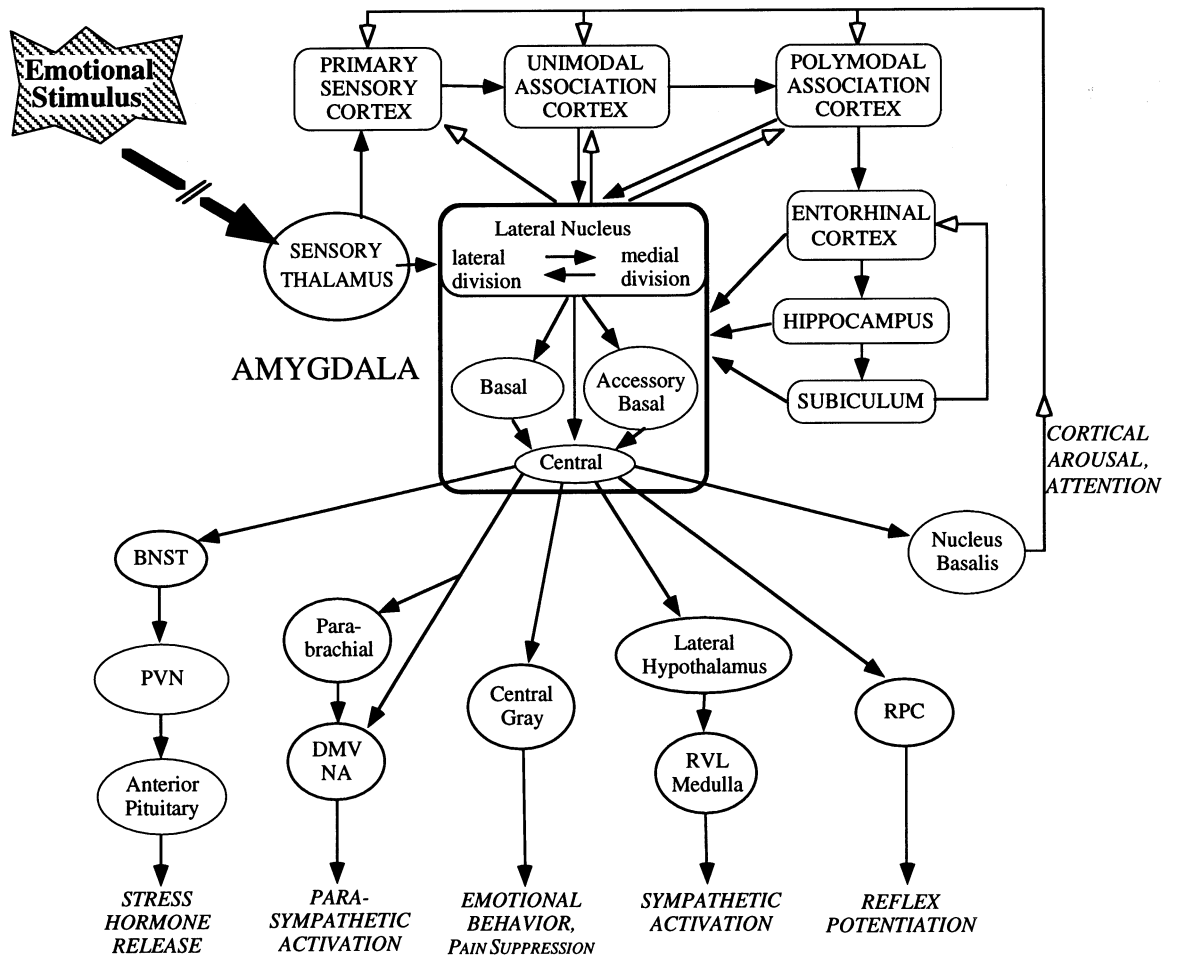 Emotional
Stimulus
PRIMARY
SENSORY
CORTEX
UNIMODAL
ASSOCIATION
CORTEX
POLYMODAL
ASSOCIATION
CORTEX
SENSORY
THALAMUS
Lateral Nucleus
lateral
division
medial
division
ENTORHINAL
CORTEX
HIPPOCAMPUS
SUBICULUM
AMYGDALA
Basal
Accessory
Basal
Central
CORTICAL
AROUSAL,
ATTENTION
BNST
Nucleus
Basalis
PVN
Para-
brachial
Central
Gray
Lateral
Hypothalamus
RPC
Anterior
Pituitary
DMV
NA
RVL
Medulla
STRESS
HORMONE
RELEASE
PARA-
SYMPATHETIC
ACTIVATION
EMOTIONAL
BEHAVIOR,
PAIN SUPPRESSION
SYMPATHETIC
ACTIVATION
REFLEX
POTENTIATION